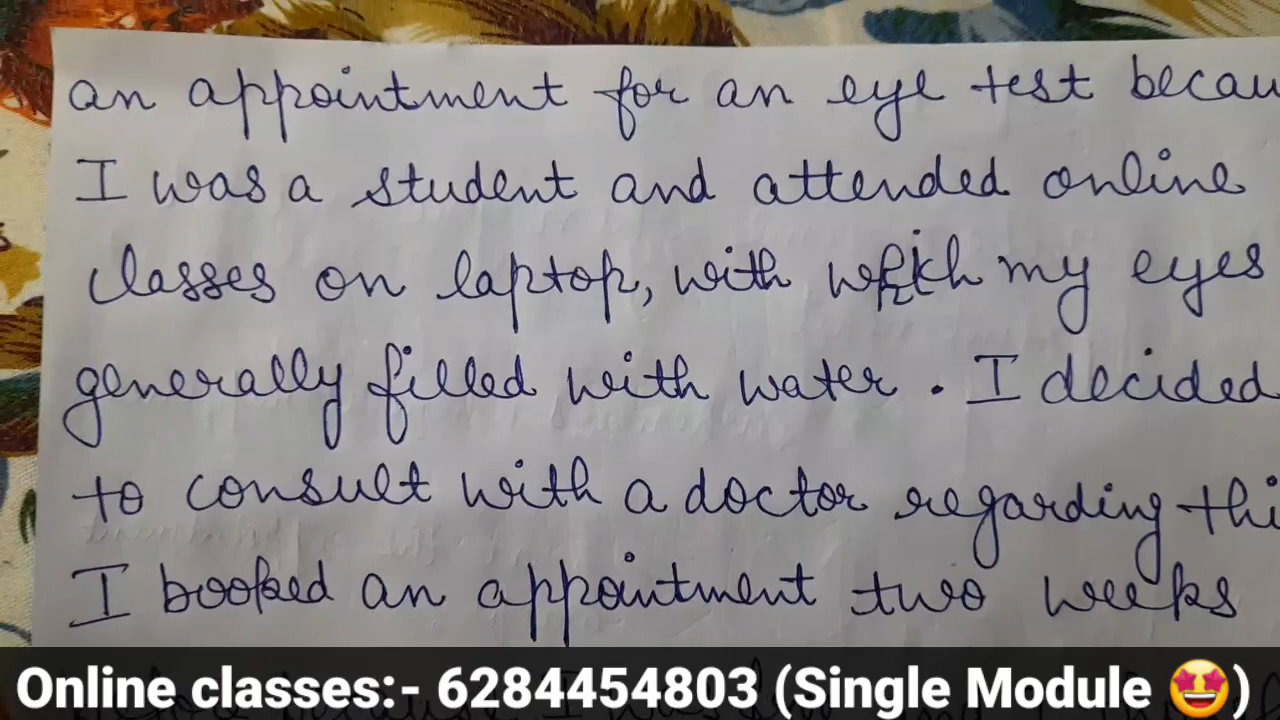 an appointment for an eye test becau
I was a student and attended online
classes on laptop, with which my eyes
generally filled with water. I decided
to consult with a doctor regarding thi
I booked an appointment two weeks
Online classes:- 6284454803 (Single Module 🤩)